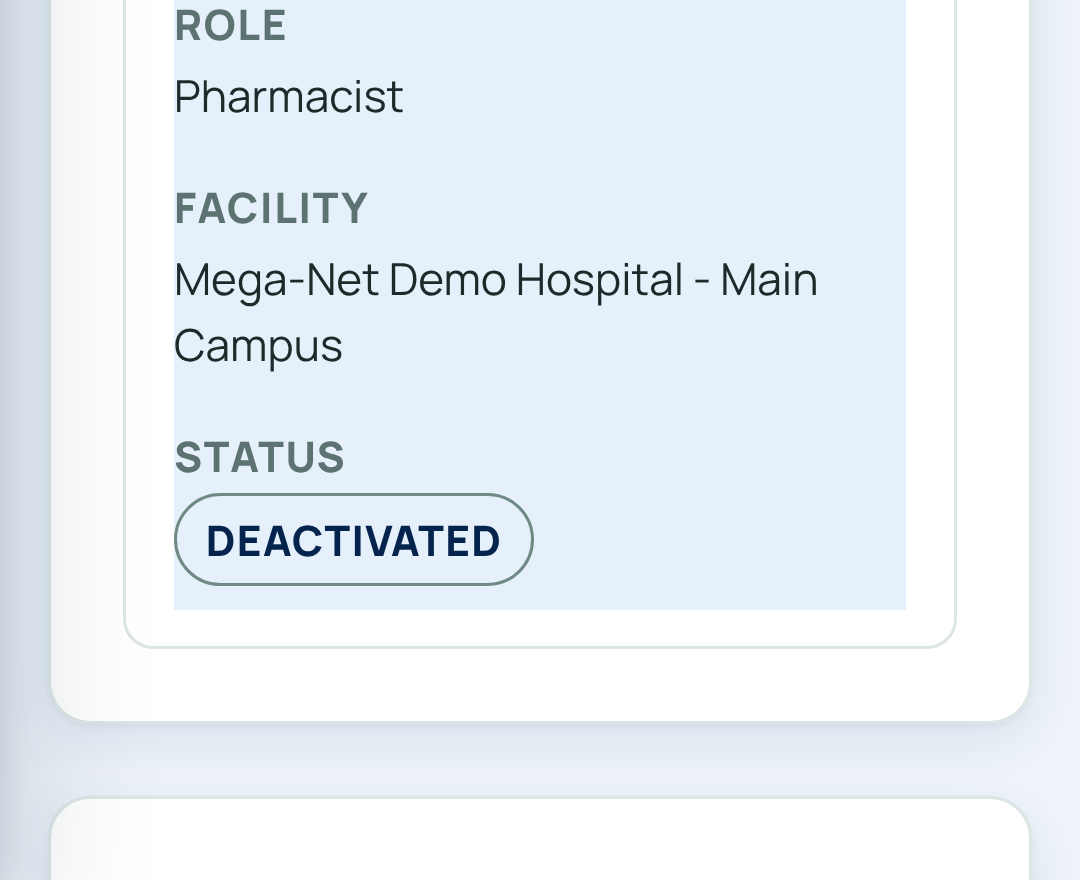 ROLE
Pharmacist
FACILITY
Mega-Net Demo Hospital - Main
Campus
STATUS
DEACTIVATED